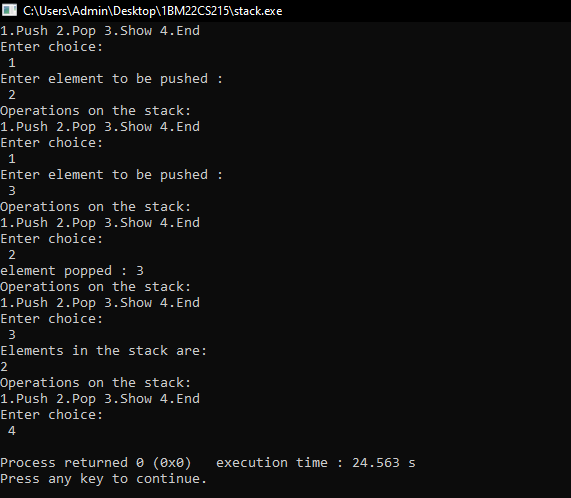 C:\Users\Admin\Desktop\1BM22CS215\stack.exe
1.Push 2.Pop 3.Show 4.End
Enter choice:
 1
Enter element to be pushed :
 2
Operations on the stack:
1.Push 2.Pop 3.Show 4.End
Enter choice:
 1
Enter element to be pushed :
 3
Operations on the stack:
1.Push 2.Pop 3.Show 4.End
Enter choice:
 2
element popped : 3
Operations on the stack:
1.Push 2.Pop 3.Show 4.End
Enter choice:
 3
Elements in the stack are:
2
Operations on the stack:
1.Push 2.Pop 3.Show 4.End
Enter choice:
 4

Process returned 0 (0x0)   execution time : 24.563 s
Press any key to continue.